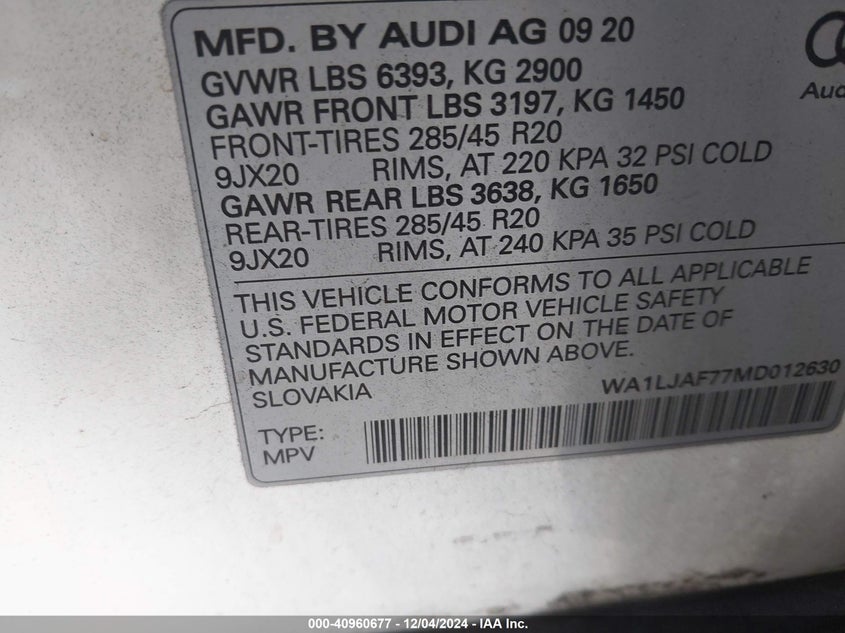 MFD. BY AUDI AG 09 20
GVWR LBS 6393, KG 2900
GAWR FRONT LBS 3197, KG 1450
FRONT-TIRES 285/45 R20
9JX20 RIMS, AT 220 KPA 32 PSI COLD
GAWR REAR LBS 3638, KG 1650
REAR-TIRES 285/45 R20
9JX20 RIMS, AT 240 KPA 35 PSI COLD
Aud
THIS VEHICLE CONFORMS TO ALL APPLICABLE
U.S. FEDERAL MOTOR VEHICLE SAFETY
STANDARDS IN EFFECT ON THE DATE OF
MANUFACTURE SHOWN ABOVE.
SLOVAKIA
WA1LJAF77MD012630
TYPE:
MPV
000-40960677 - 12/04/2024 - IAA Inc.